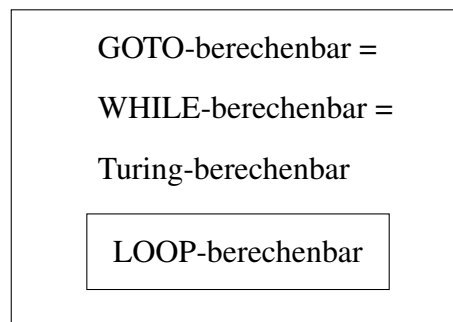 GOTO-berechenbar =
WHILE-berechenbar =
Turing-berechenbar
LOOP-berechenbar